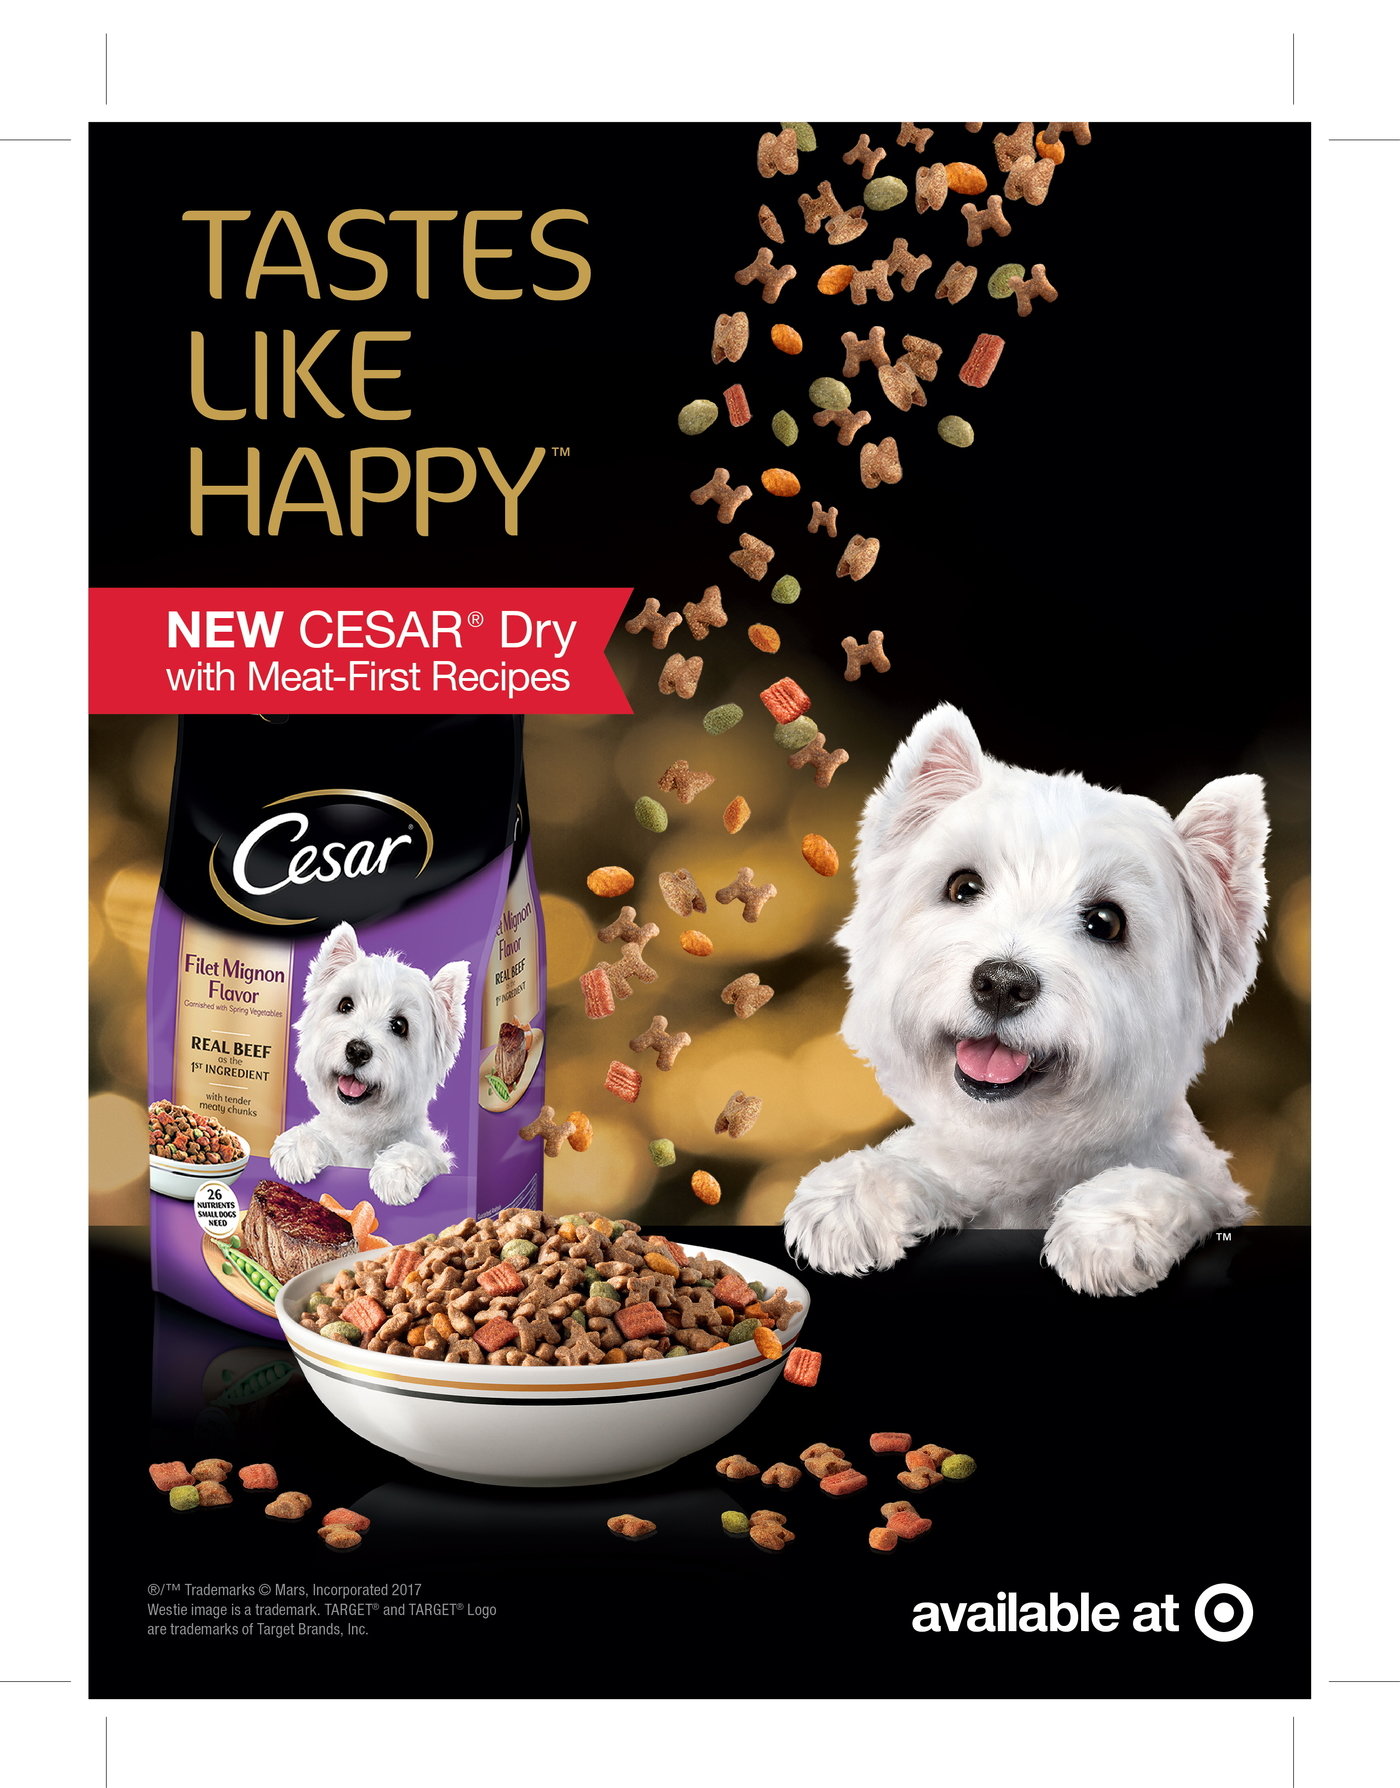 TASTES
LIKE
HAPPY™
NEW CESAR® Dry
with Meat-First Recipes
Cesar®
Filet Mignon
Flavor
Garnished with Spring Vegetables
REAL BEEF
as the
1ST INGREDIENT
with tender
meaty chunks
26
NUTRIENTS
SMALL DOGS
NEED
et Mignon
Flavor
REAL BEEF
as the
1ST INGREDIENT
TM
®/™ Trademarks © Mars, Incorporated 2017
Westie image is a trademark. TARGET® and TARGET® Logo
are trademarks of Target Brands, Inc.
available at